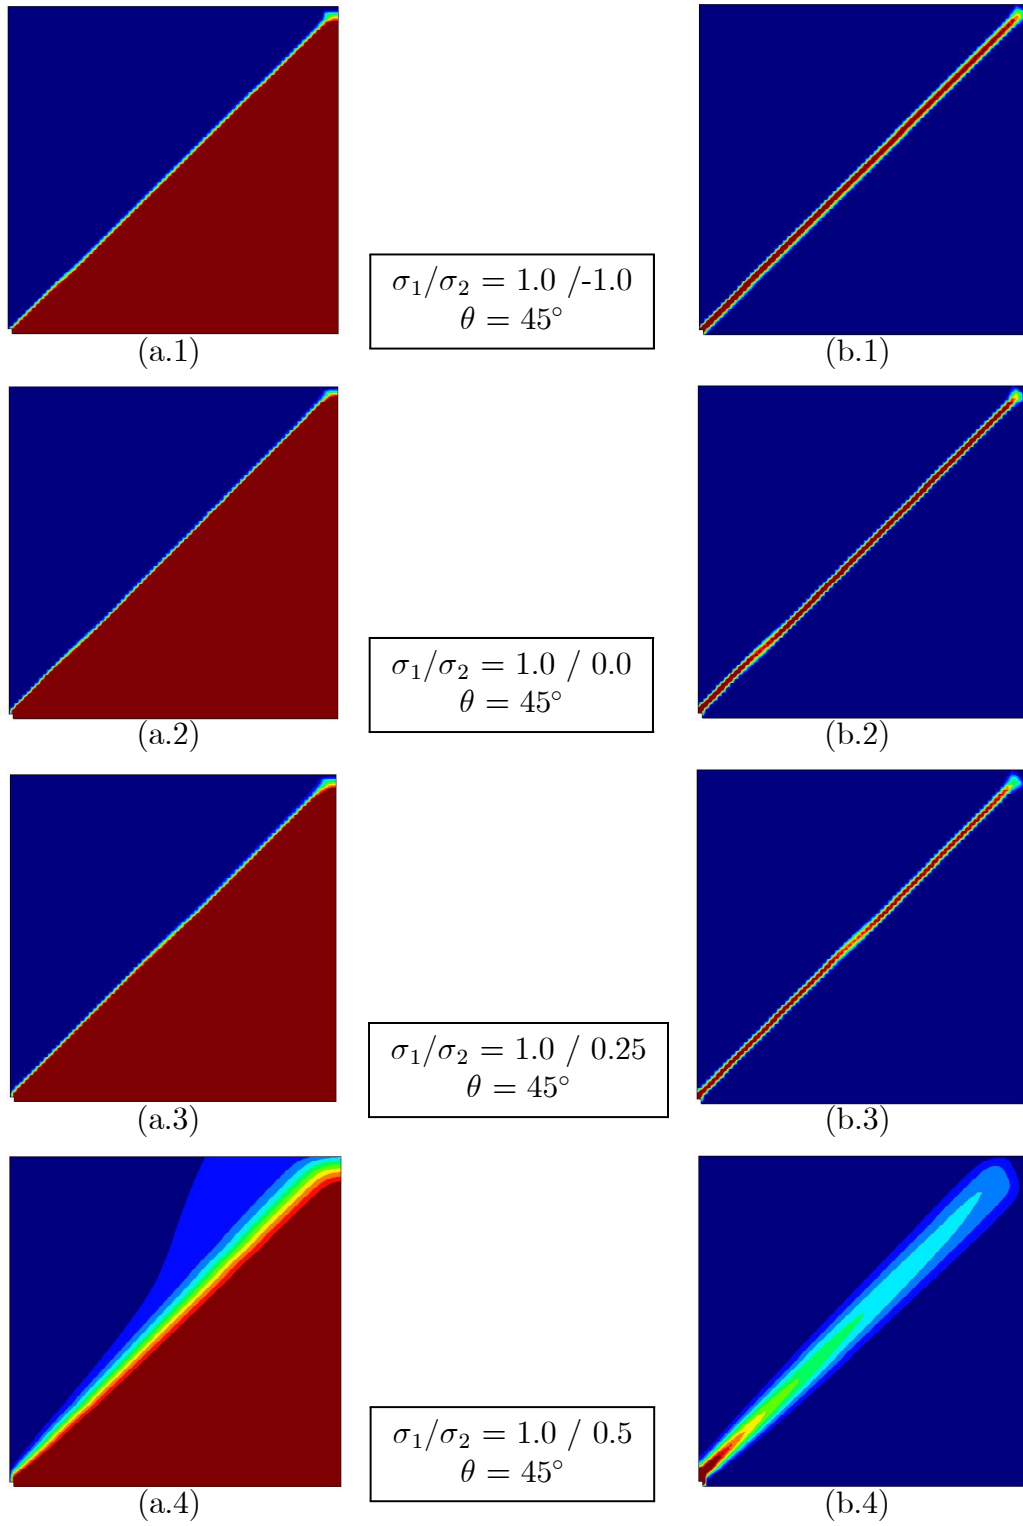 σ₁/σ₂ = 1.0 /-1.0
θ = 45°
(a.1)
(b.1)
σ₁/σ₂ = 1.0 / 0.0
θ = 45°
(a.2)
(b.2)
σ₁/σ₂ = 1.0 / 0.25
θ = 45°
(a.3)
(b.3)
σ₁/σ₂ = 1.0 / 0.5
θ = 45°
(a.4)
(b.4)